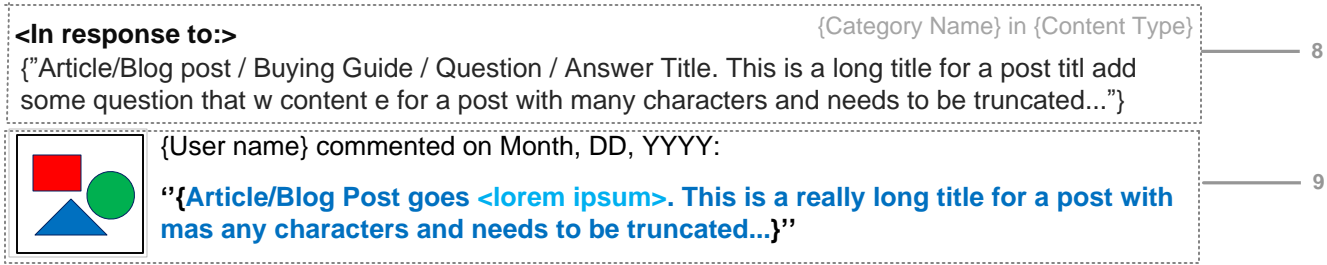 <In response to:> {Category Name} in {Content Type}
{”Article/Blog post / Buying Guide / Question / Answer Title. This is a long title for a post titl add
some question that w content e for a post with many characters and needs to be truncated...”}
8
{User name} commented on Month, DD, YYYY:
‘’{Article/Blog Post goes <lorem ipsum>. This is a really long title for a post with
mas any characters and needs to be truncated...}’’
9